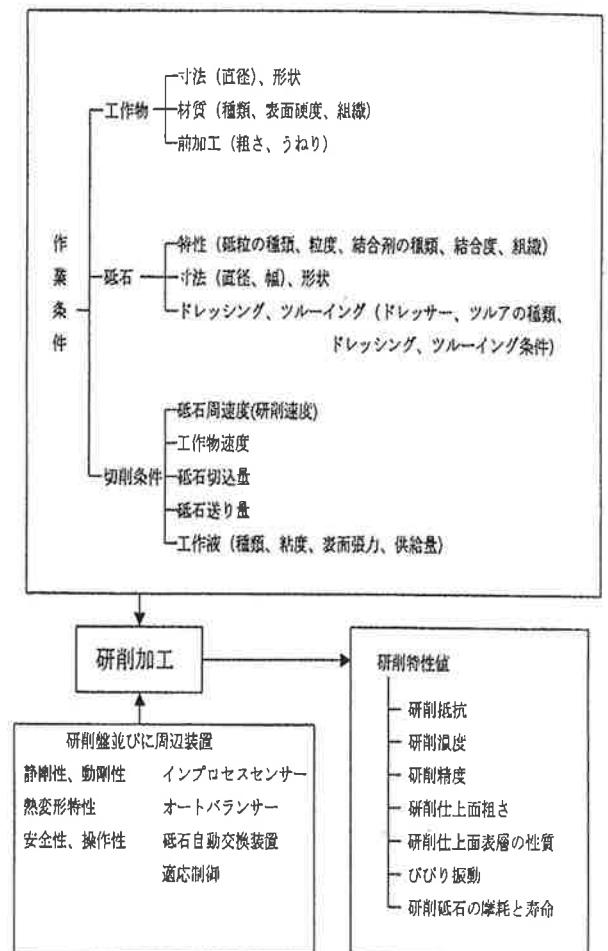 寸法（直径）、形状
工作物
材質（種類、表面硬度、組織）
前加工（粗さ、うねり）
作業条件
特性（砥粒の種類、粒度、結合剤の種類、結合度、組織）
砥石
寸法（直径、幅）、形状
ドレッシング、ツルーイング（ドレッサー、ツルアの種類、
ドレッシング、ツルーイング条件）
砥石周速度(研削速度)
工作物速度
切削条件
砥石切込量
砥石送り量
工作液（種類、粘度、表面張力、供給量）
研削加工
研削盤並びに周辺装置
静剛性、動剛性　インプロセスセンサー
熱変形特性　オートバランサー
安全性、操作性　砥石自動交換装置
適応制御
研削特性値
研削抵抗
研削温度
研削精度
研削仕上面粗さ
研削仕上面表層の性質
びびり振動
研削砥石の摩耗と寿命